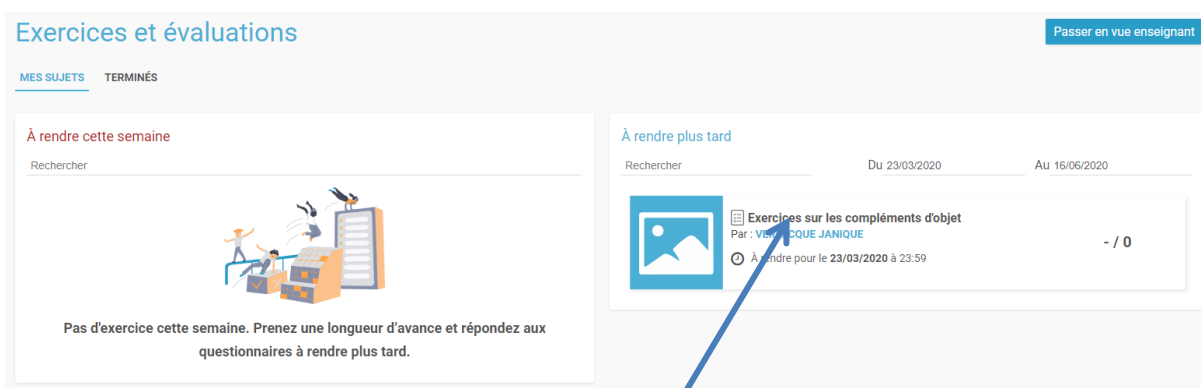 Exercices et évaluations
Passer en vue enseignant
MES SUJETS TERMINÉS
À rendre cette semaine
Rechercher
Pas d'exercice cette semaine. Prenez une longueur d'avance et répondez aux
questionnaires à rendre plus tard.
À rendre plus tard
Rechercher Du 23/03/2020 Au 16/06/2020
Exercices sur les compléments d'objet
Par : JANIQUE
À rendre pour le 23/03/2020 à 23:59
- / 0